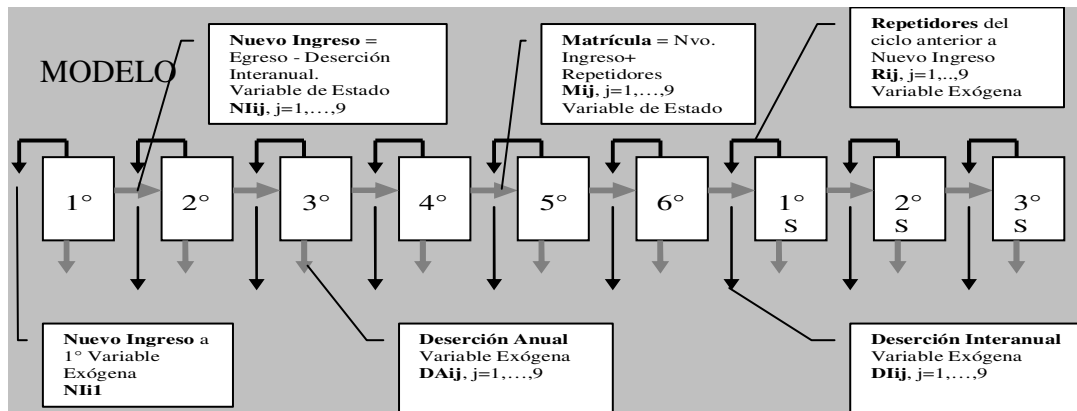 MODELO
Nuevo Ingreso =
Egreso - Deserción
Interanual.
Variable de Estado
NIij, j=1,…,9
Matrícula = Nvo.
Ingreso+
Repetidores
Mij, j=1,…,9
Variable de Estado
Repetidores del
ciclo anterior a
Nuevo Ingreso
Rij, j=1,..,9
Variable Exógena
1°
2°
3°
4°
5°
6°
1°
S
2°
S
3°
S
Nuevo Ingreso a
1° Variable
Exógena
NIi1
Deserción Anual
Variable Exógena
DAij, j=1,…,9
Deserción Interanual
Variable Exógena
DIij, j=1,…,9